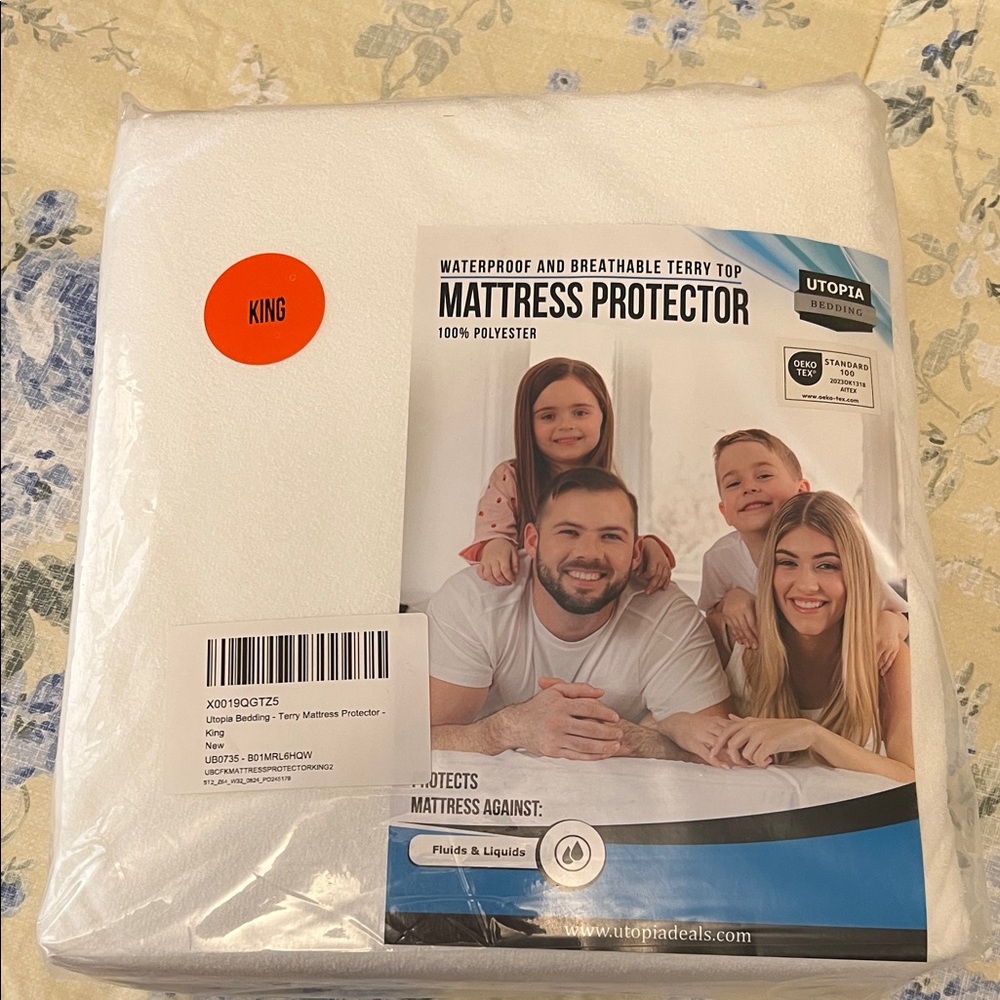 KING
WATERPROOF AND BREATHABLE TERRY TOP
MATTRESS PROTECTOR
100% POLYESTER
UTOPIA
BEDDING
OEKO
TEX®
STANDARD
100
2023OK1318
AITEX
www.oeko-tex.com
X0019QGTZ5
Utopia Bedding - Terry Mattress Protector -
King
New
UB0735 - B01MRL6HQW
UBCFKMATTRESSPROTECTORKING2
PROTECTS
MATTRESS AGAINST:
Fluids & Liquids
www.utopiadeals.com